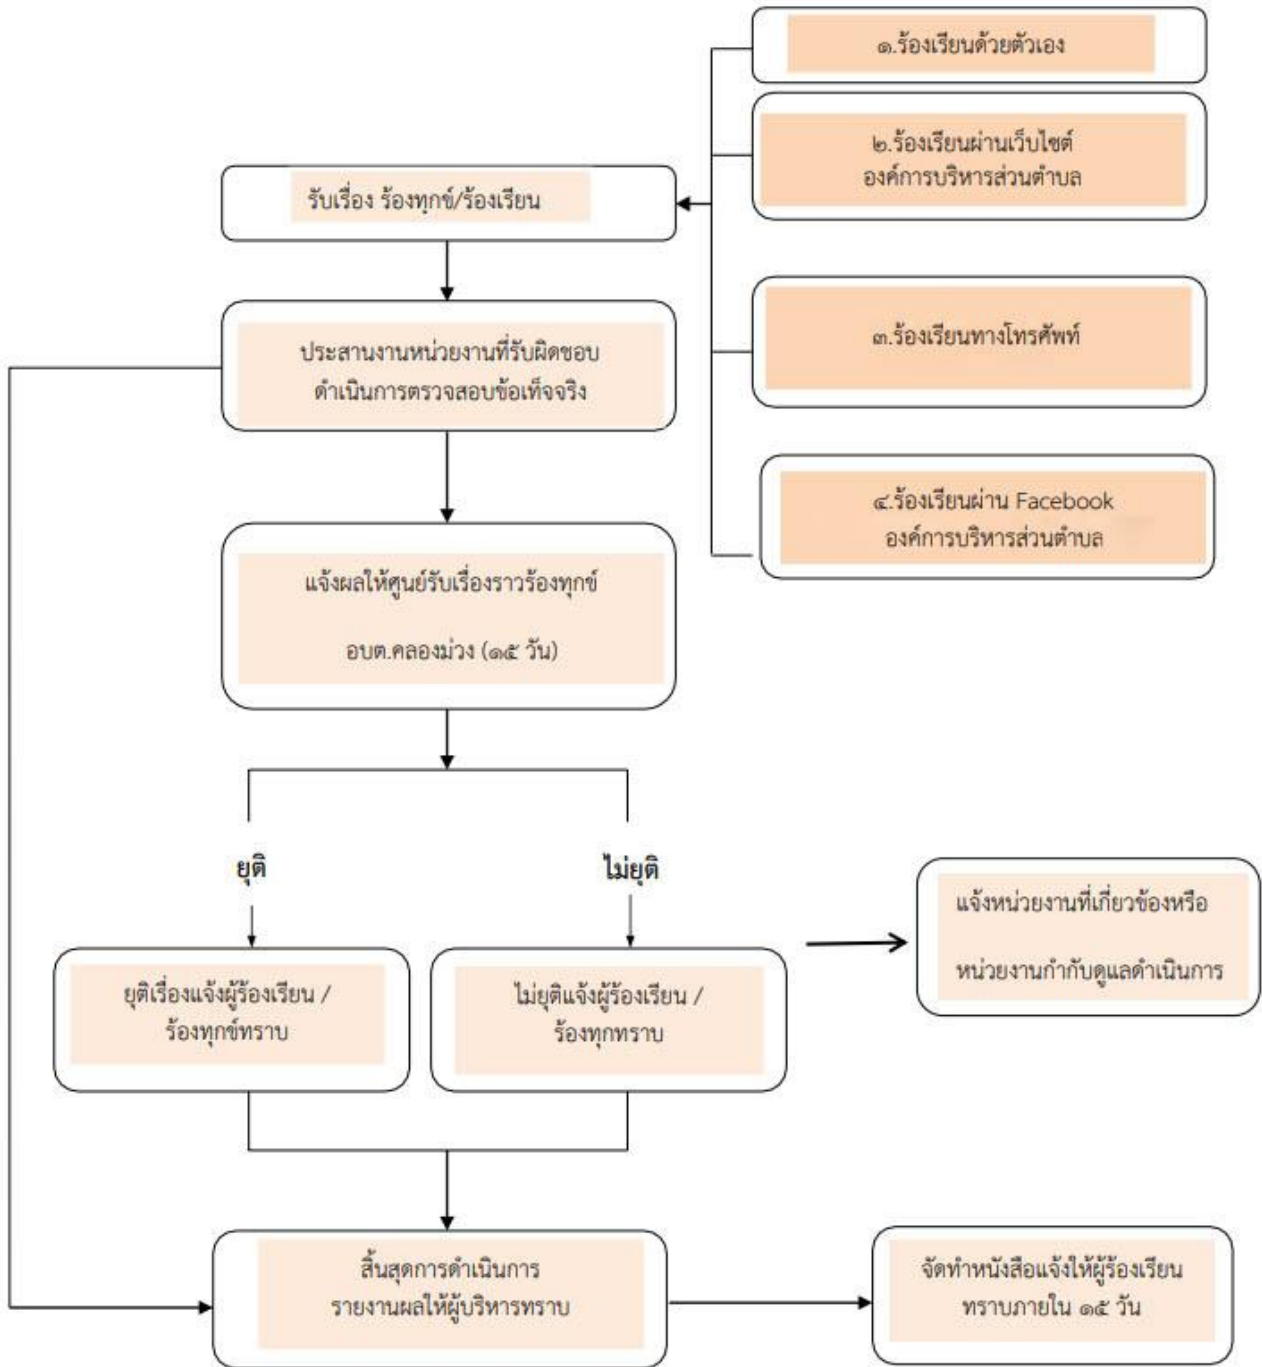 ๑.ร้องเรียนด้วยตัวเอง
๒.ร้องเรียนผ่านเว็บไซต์
องค์การบริหารส่วนตำบล
รับเรื่อง ร้องทุกข์/ร้องเรียน
ประสานงานหน่วยงานที่รับผิดชอบ
ดำเนินการตรวจสอบข้อเท็จจริง
๓.ร้องเรียนทางโทรศัพท์
๔.ร้องเรียนผ่าน Facebook
องค์การบริหารส่วนตำบล
แจ้งผลให้ศูนย์รับเรื่องราวร้องทุกข์
อบต.คลองม่วง (๑๕ วัน)
ยุติ
ไม่ยุติ
แจ้งหน่วยงานที่เกี่ยวข้องหรือ
หน่วยงานกำกับดูแลดำเนินการ
ยุติเรื่องแจ้งผู้ร้องเรียน /
ร้องทุกข์ทราบ
ไม่ยุติแจ้งผู้ร้องเรียน /
ร้องทุกทราบ
สิ้นสุดการดำเนินการ
รายงานผลให้ผู้บริหารทราบ
จัดทำหนังสือแจ้งให้ผู้ร้องเรียน
ทราบภายใน ๑๕ วัน